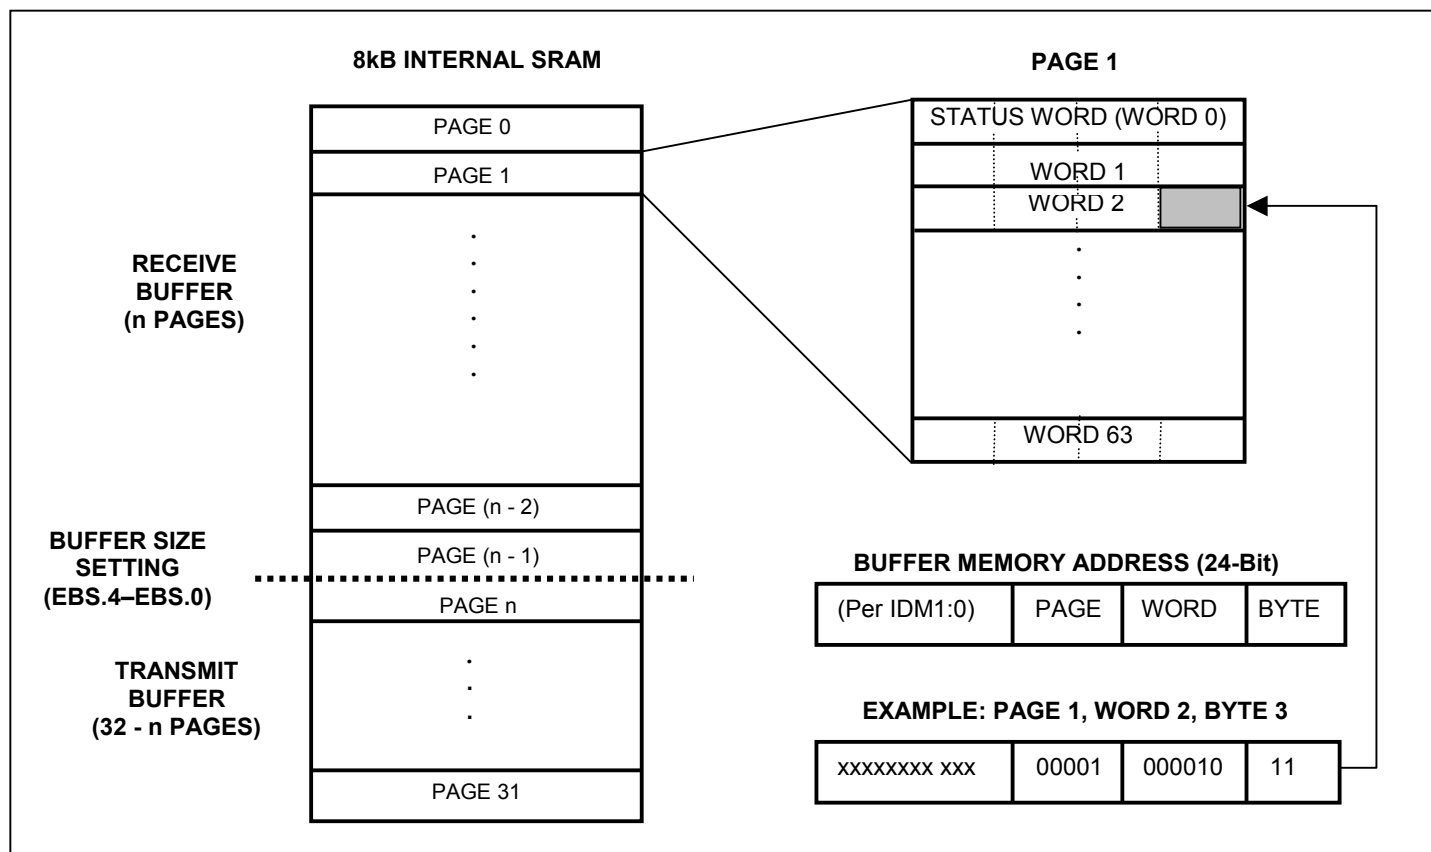 8kB INTERNAL SRAM
PAGE 0
PAGE 1
RECEIVE
BUFFER
(n PAGES)
PAGE (n - 2)
PAGE (n - 1)
BUFFER SIZE
SETTING
(EBS.4–EBS.0)
PAGE n
TRANSMIT
BUFFER
(32 - n PAGES)
PAGE 31
PAGE 1
STATUS WORD (WORD 0)
WORD 1
WORD 2
WORD 63
BUFFER MEMORY ADDRESS (24-Bit)
(Per IDM1:0) PAGE WORD BYTE
EXAMPLE: PAGE 1, WORD 2, BYTE 3
xxxxxxxx xxx 00001 000010 11